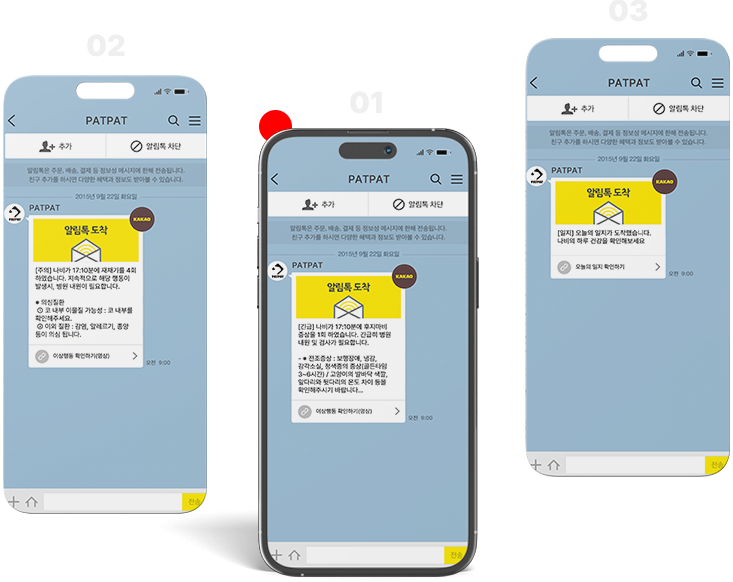 02
PATPAT
추가
알림톡 차단
알림톡은 주문, 배송, 결제 등 정보성 메시지에 한해 전송됩니다.
친구 추가를 하시면 다양한 혜택과 정보도 받아볼 수 있습니다.
2015년 9월 22일 화요일
PATPAT
PATPAT
KAKAO
알림톡 도착
[주의] 나비가 17:10분에 재채기를 4회
하였습니다. 지속적으로 해당 행동이
발생시, 병원 내원이 필요합니다.
* 의심질환
① 코 내부 이물질 가능성 : 코 내부를
확인해주세요.
② 이외 질환 : 감염, 알레르기, 종양
등이 의심 됩니다.
이상행동 확인하기(영상)
오전 9:00
전송
01
PATPAT
추가
알림톡 차단
알림톡은 주문, 배송, 결제 등 정보성 메시지에 한해 전송됩니다.
친구 추가를 하시면 다양한 혜택과 정보도 받아볼 수 있습니다.
2015년 9월 22일 화요일
PATPAT
PATPAT
KAKAO
알림톡 도착
[긴급] 나비가 17:10분에 후지마비
증상을 1회 하였습니다. 긴급히 병원
내원 및 검사가 필요합니다.
- * 전조증상 : 보행장애, 냉감,
감각소실, 청색증의 증상(골든타임
3~6시간) / 고양이의 발바닥 색깔,
앞다리와 뒷다리의 온도 차이 등을
확인해주시기 바랍니다...
이상행동 확인하기(영상)
오전 9:00
전송
03
PATPAT
추가
알림톡 차단
알림톡은 주문, 배송, 결제 등 정보성 메시지에 한해 전송됩니다.
친구 추가를 하시면 다양한 혜택과 정보도 받아볼 수 있습니다.
2015년 9월 22일 화요일
PATPAT
PATPAT
KAKAO
알림톡 도착
[일지] 오늘의 일지가 도착했습니다.
나비의 하루 건강을 확인해보세요
오늘의 일지 확인하기
오전 9:00
전송